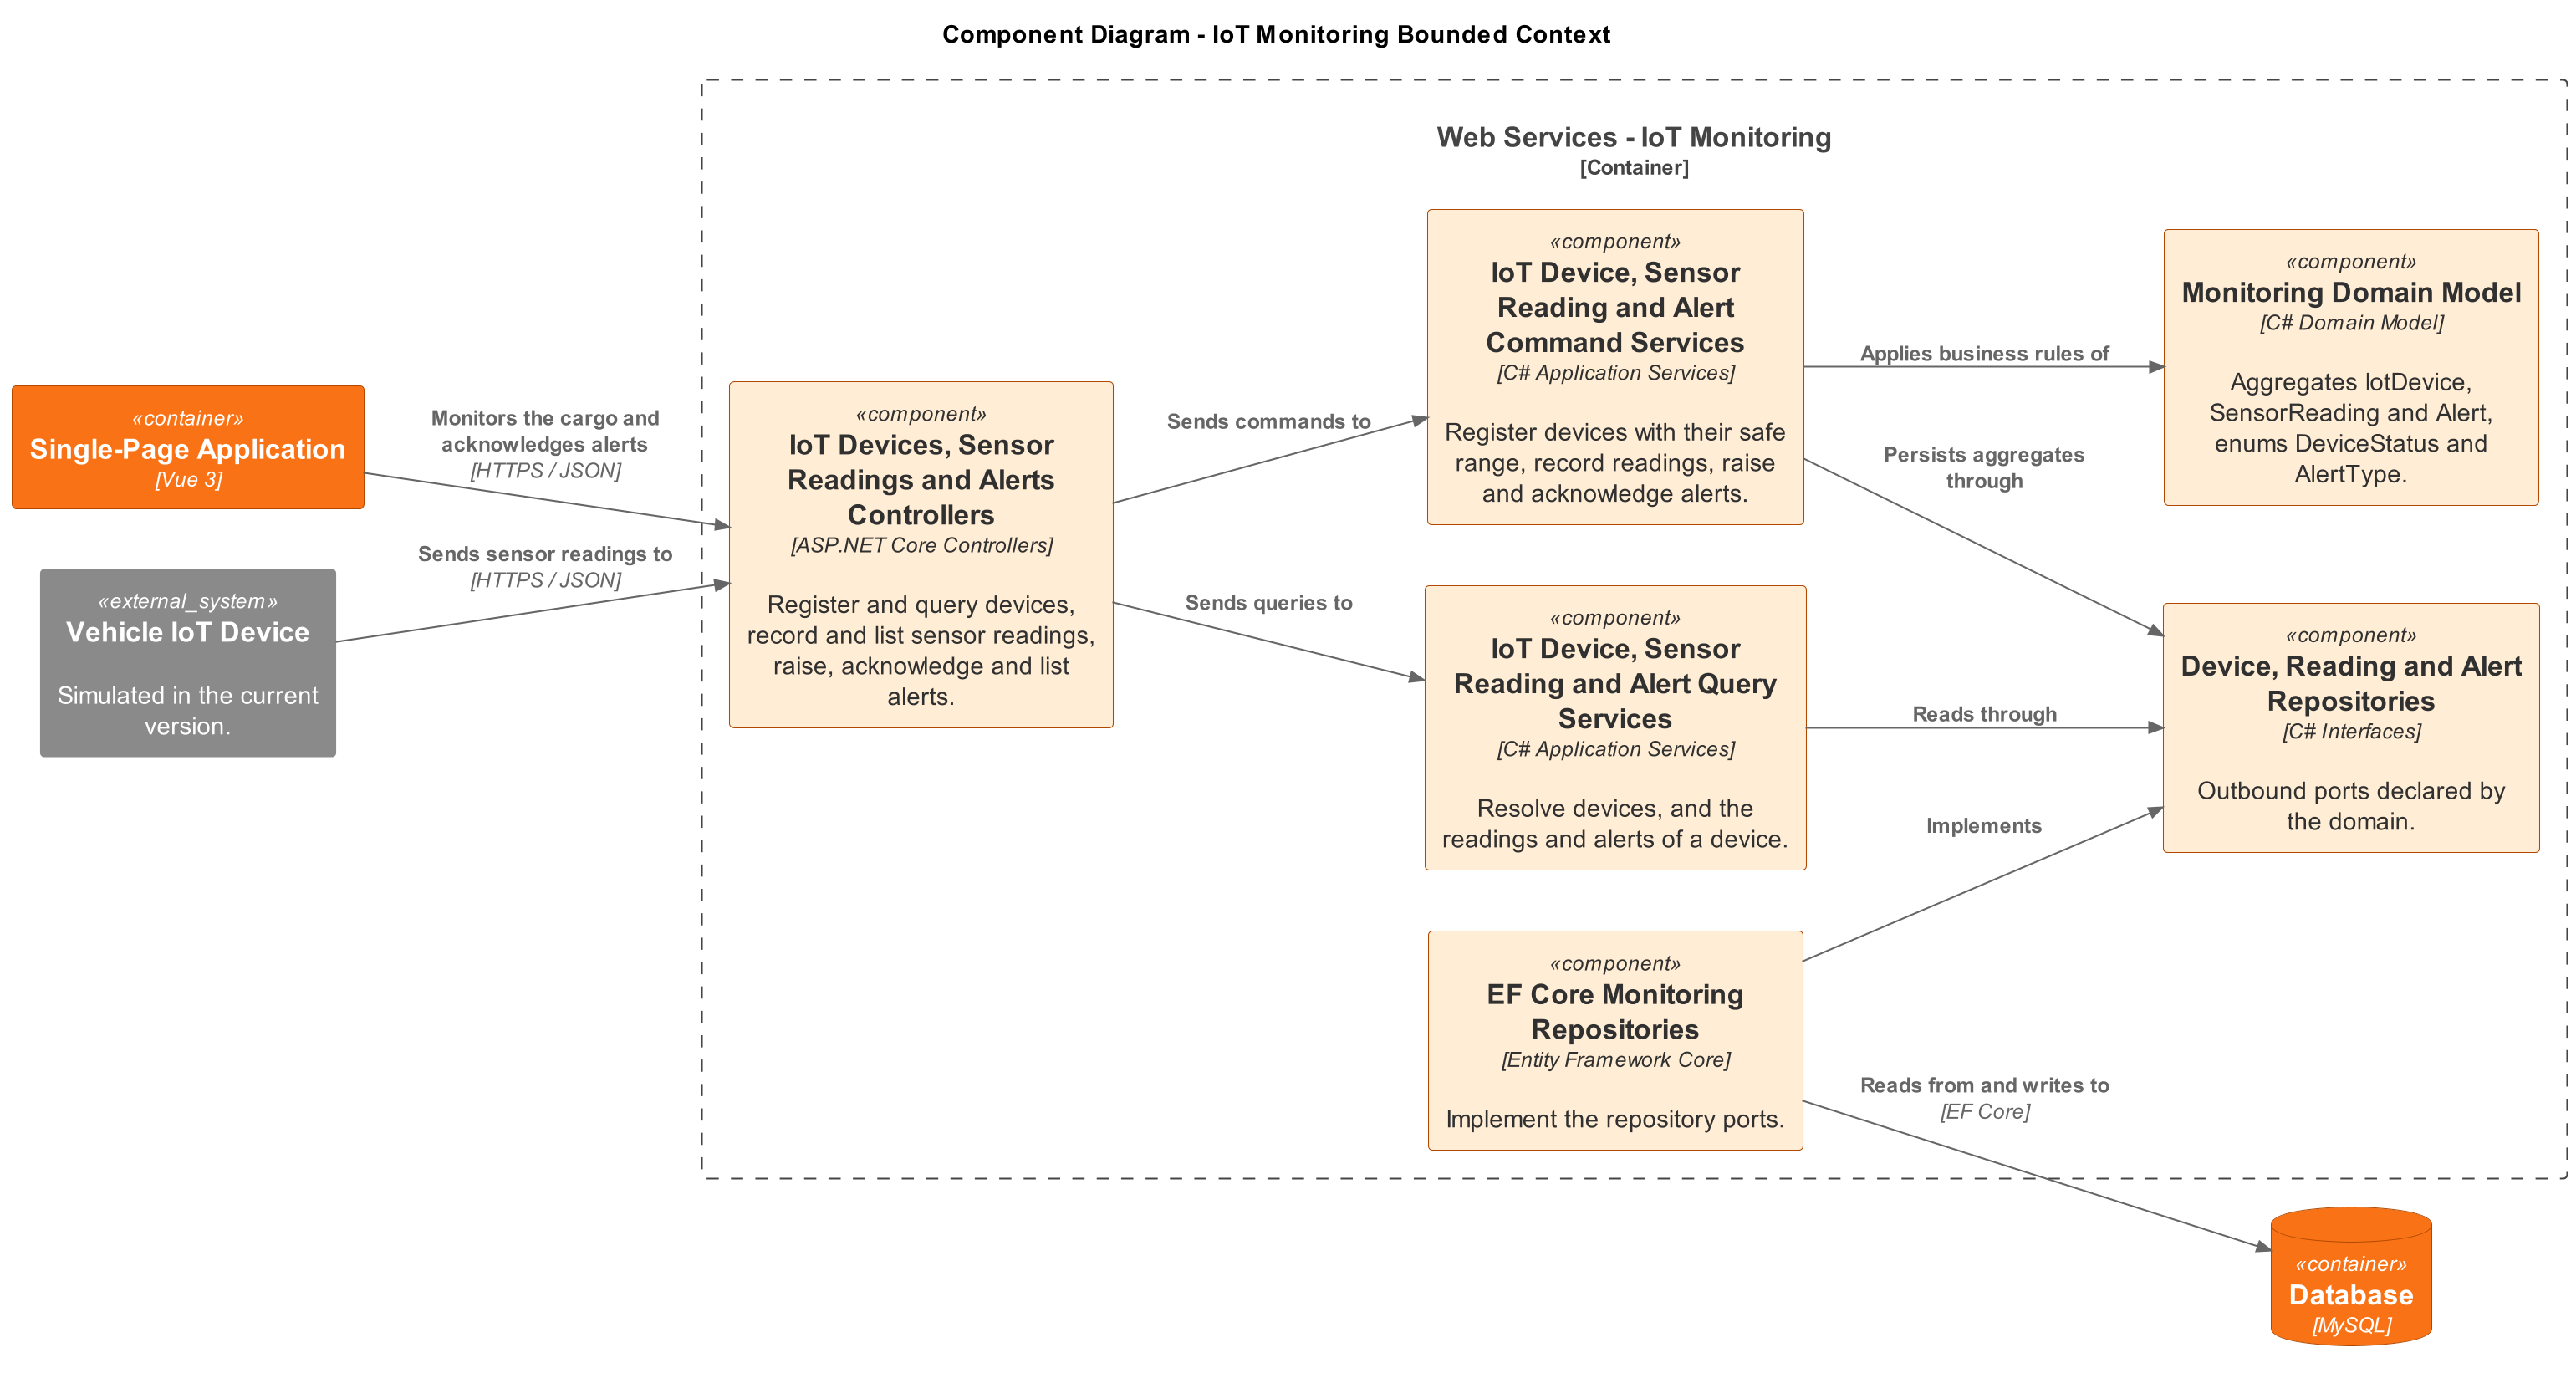 Component Diagram - IoT Monitoring Bounded Context
Web Services - IoT Monitoring
[Container]
«container»
Single-Page Application
[Vue 3]
Monitors the cargo and
acknowledges alerts
[HTTPS / JSON]
«external_system»
Vehicle IoT Device
Simulated in the current
version.
Sends sensor readings to
[HTTPS / JSON]
«component»
IoT Devices, Sensor
Readings and Alerts
Controllers
[ASP.NET Core Controllers]
Register and query devices,
record and list sensor readings,
raise, acknowledge and list
alerts.
Sends commands to
Sends queries to
«component»
IoT Device, Sensor
Reading and Alert
Command Services
[C# Application Services]
Register devices with their safe
range, record readings, raise
and acknowledge alerts.
«component»
IoT Device, Sensor
Reading and Alert Query
Services
[C# Application Services]
Resolve devices, and the
readings and alerts of a device.
«component»
EF Core Monitoring
Repositories
[Entity Framework Core]
Implement the repository ports.
Applies business rules of
Persists aggregates
through
Reads through
Implements
Reads from and writes to
[EF Core]
«component»
Monitoring Domain Model
[C# Domain Model]
Aggregates IotDevice,
SensorReading and Alert,
enums DeviceStatus and
AlertType.
«component»
Device, Reading and Alert
Repositories
[C# Interfaces]
Outbound ports declared by
the domain.
«container»
Database
[MySQL]